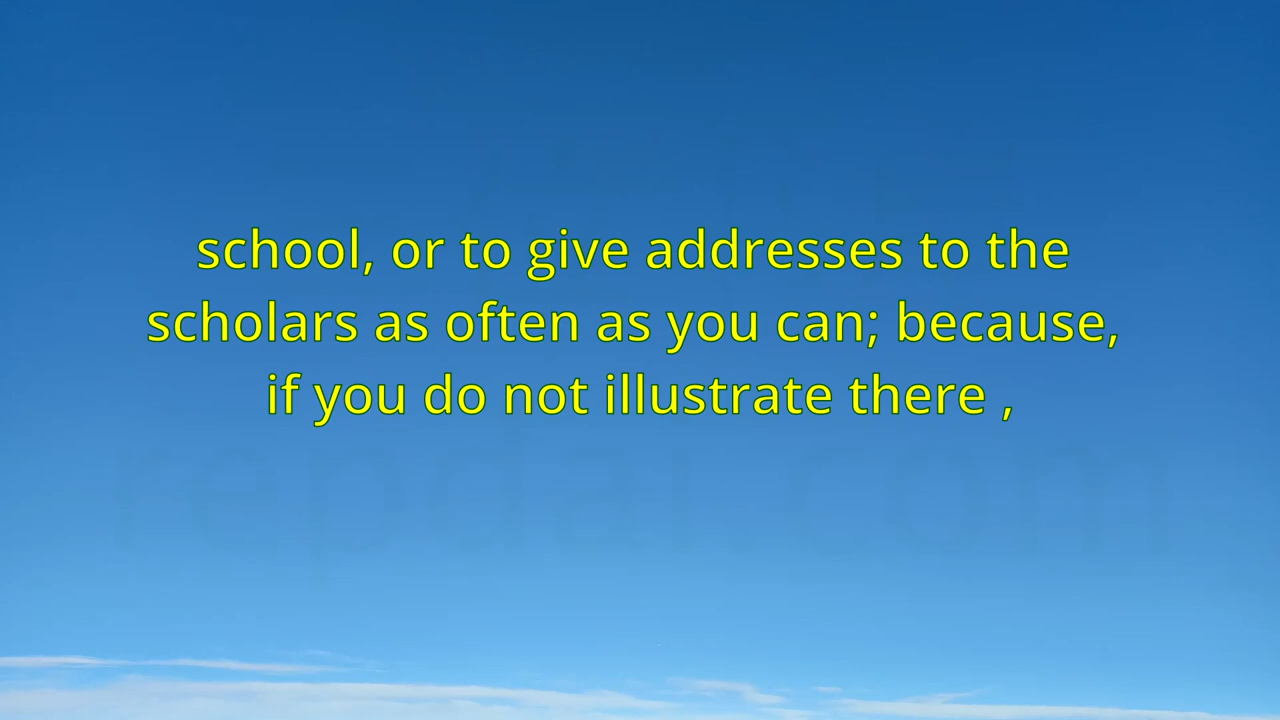 school, or to give addresses to the
scholars as often as you can; because,
if you do not illustrate there ,